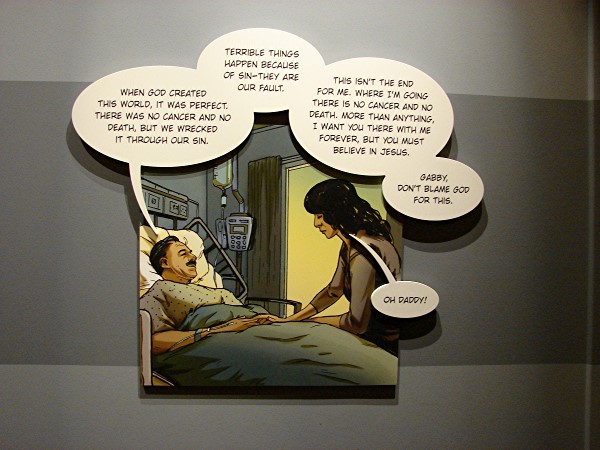 WHEN GOD CREATED
THIS WORLD, IT WAS PERFECT.
THERE WAS NO CANCER AND NO
DEATH, BUT WE WRECKED
IT THROUGH OUR SIN.
TERRIBLE THINGS
HAPPEN BECAUSE
OF SIN-THEY ARE
OUR FAULT.
THIS ISN'T THE END
FOR ME. WHERE I'M GOING
THERE IS NO CANCER AND NO
DEATH. MORE THAN ANYTHING,
I WANT YOU THERE WITH ME
FOREVER, BUT YOU MUST
BELIEVE IN JESUS.
GABBY,
DON'T BLAME GOD
FOR THIS.
OH DADDY!